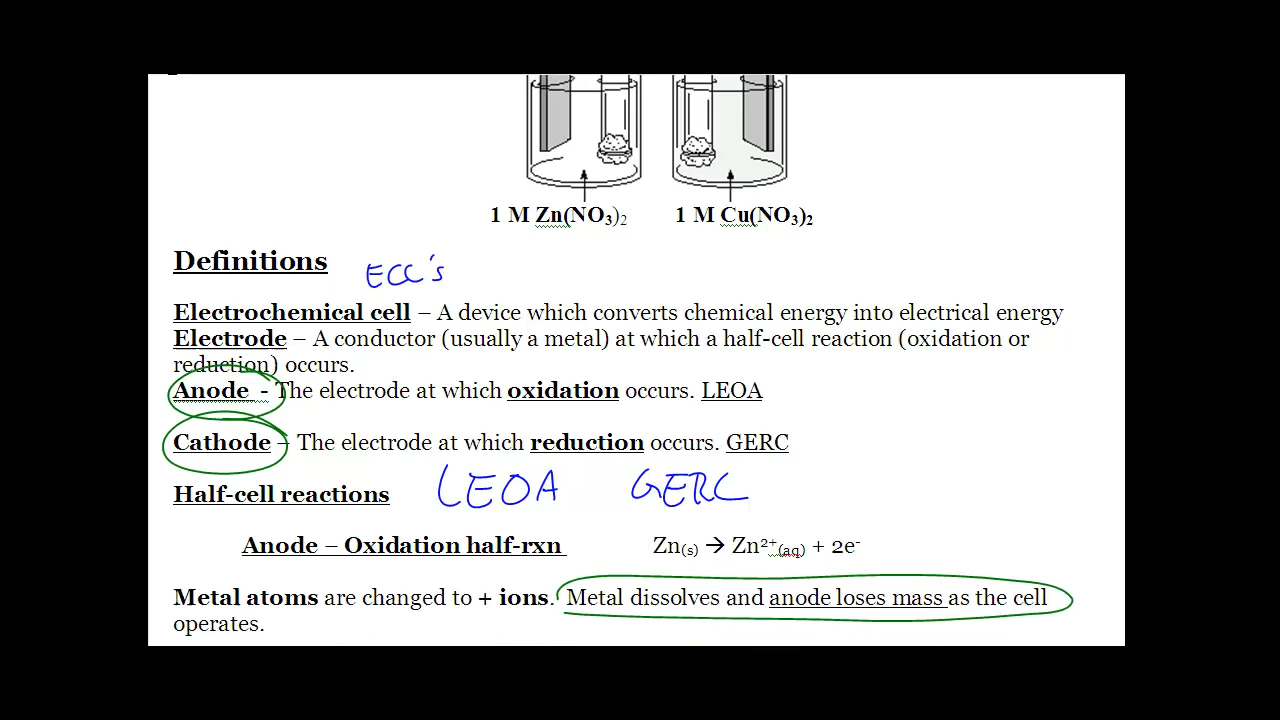 1 M Zn(NO₃)₂ 1 M Cu(NO₃)₂
Definitions ECC's
Electrochemical cell – A device which converts chemical energy into electrical energy
Electrode – A conductor (usually a metal) at which a half-cell reaction (oxidation or
reduction) occurs.
Anode - The electrode at which oxidation occurs. LEOA
Cathode – The electrode at which reduction occurs. GERC
LEOA GERC
Half-cell reactions
Anode – Oxidation half-rxn Zn(s) → Zn²⁺(aq) + 2e⁻
Metal atoms are changed to + ions. Metal dissolves and anode loses mass as the cell
operates.